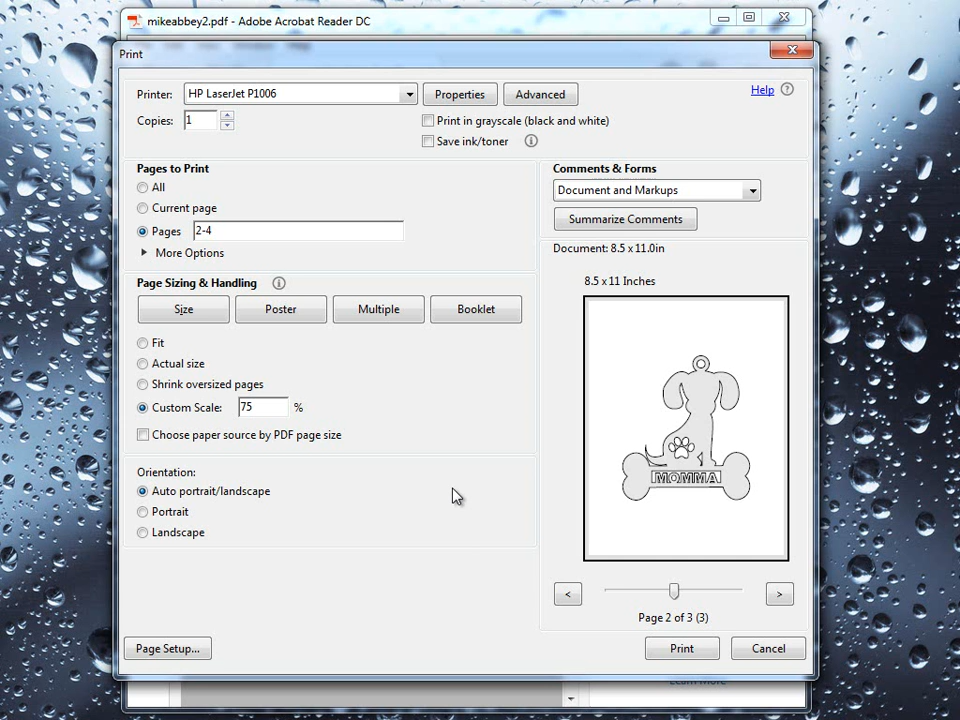 mikeabbey2.pdf - Adobe Acrobat Reader DC
Print
Printer: HP LaserJet P1006 Properties Advanced Help ?
Copies: 1 Print in grayscale (black and white)
Save ink/toner
Pages to Print
All
Current page
Pages 2-4
More Options
Page Sizing & Handling
Size Poster Multiple Booklet
Fit
Actual size
Shrink oversized pages
Custom Scale: 75 %
Choose paper source by PDF page size
Orientation:
Auto portrait/landscape
Portrait
Landscape
Comments & Forms
Document and Markups
Summarize Comments
Document: 8.5 x 11.0in
8.5 x 11 Inches
MOMMA
< >
Page 2 of 3 (3)
Page Setup... Print Cancel
Learn more